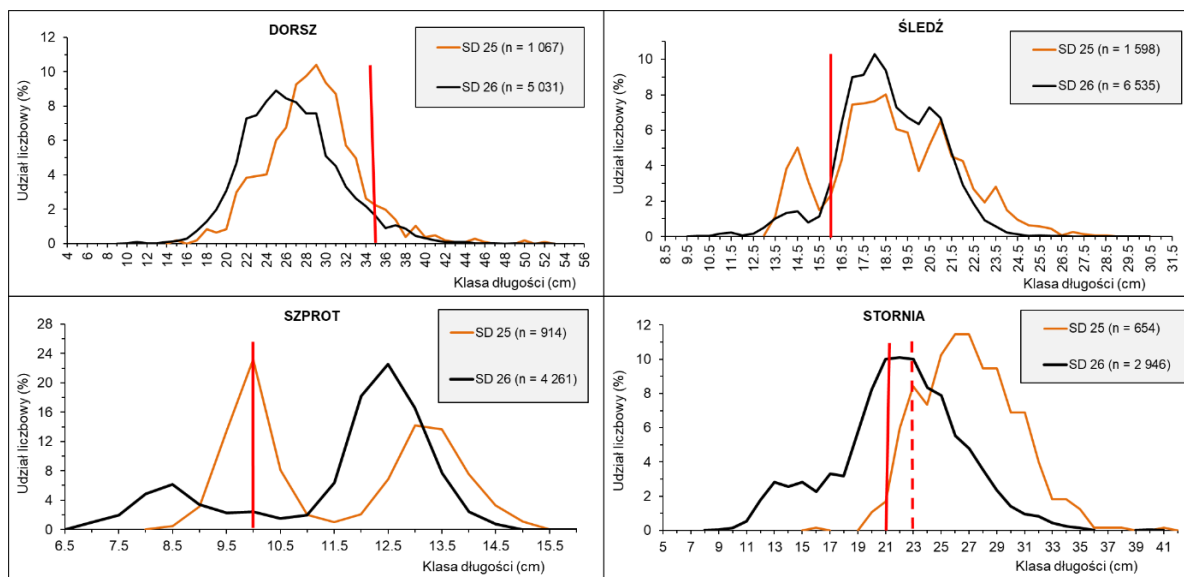 DORSZ
Udział liczbowy (%)
12
10
8
6
4
2
0
SD 25 (n = 1 067)
SD 26 (n = 5 031)
4 6 8 10 12 14 16 18 20 22 24 26 28 30 32 34 36 38 40 42 44 46 48 50 52 54 56
Klasa długości (cm)
ŚLEDŹ
Udział liczbowy (%)
10
8
6
4
2
0
SD 25 (n = 1 598)
SD 26 (n = 6 535)
8.5 9.5 10.5 11.5 12.5 13.5 14.5 15.5 16.5 17.5 18.5 19.5 20.5 21.5 22.5 23.5 24.5 25.5 26.5 27.5 28.5 29.5 30.5 31.5
Klasa długości (cm)
SZPROT
Udział liczbowy (%)
28
24
20
16
12
8
4
0
SD 25 (n = 914)
SD 26 (n = 4 261)
6.5 7.5 8.5 9.5 10.5 11.5 12.5 13.5 14.5 15.5
Klasa długości (cm)
STORNIA
Udział liczbowy (%)
12
10
8
6
4
2
0
SD 25 (n = 654)
SD 26 (n = 2 946)
5 7 9 11 13 15 17 19 21 23 25 27 29 31 33 35 37 39 41
Klasa długości (cm)